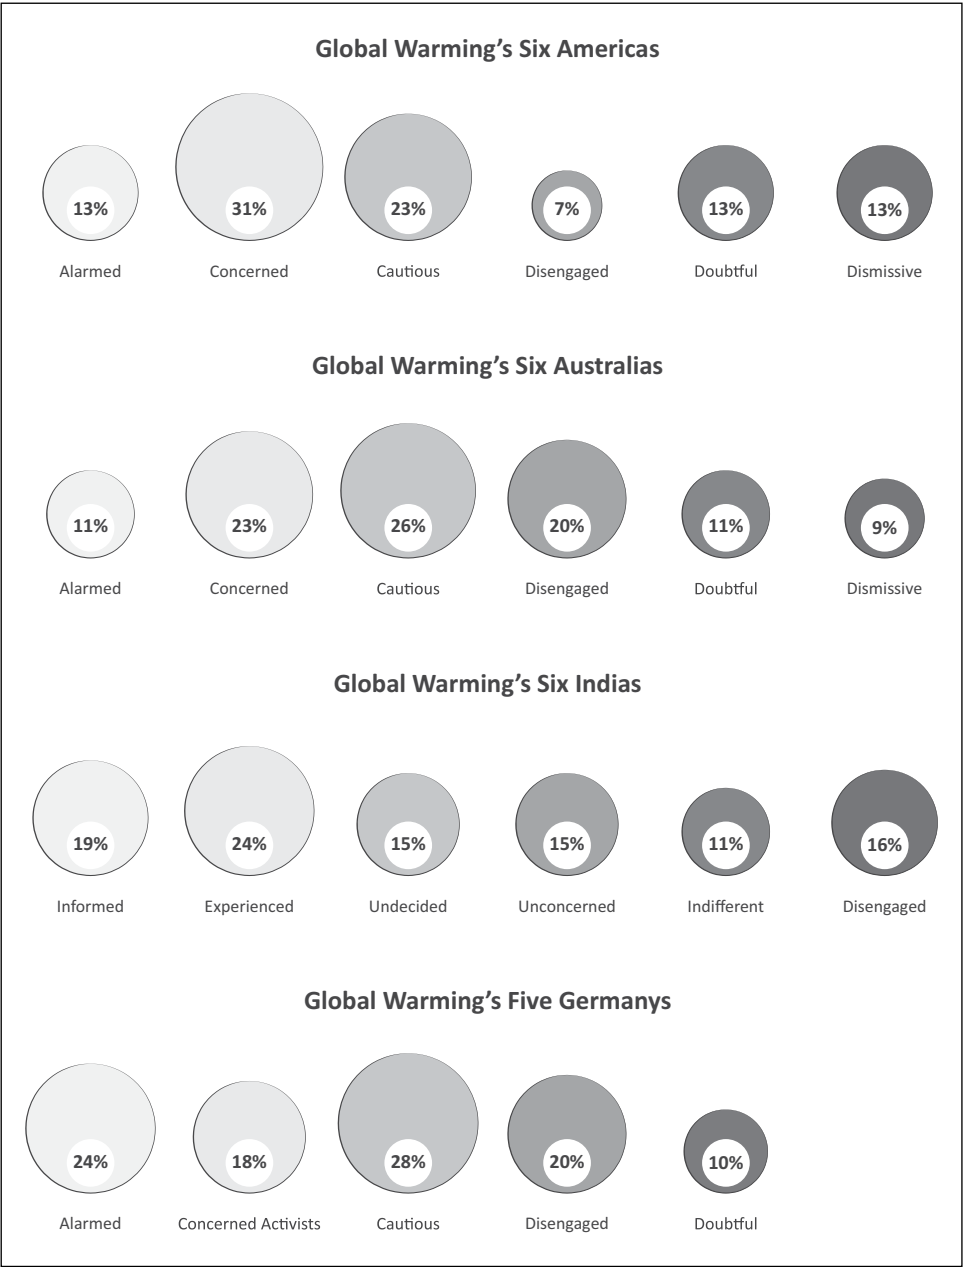 Global Warming’s Six Americas
13% 31% 23% 7% 13% 13%
Alarmed Concerned Cautious Disengaged Doubtful Dismissive
Global Warming’s Six Australias
11% 23% 26% 20% 11% 9%
Alarmed Concerned Cautious Disengaged Doubtful Dismissive
Global Warming’s Six Indias
19% 24% 15% 15% 11% 16%
Informed Experienced Undecided Unconcerned Indifferent Disengaged
Global Warming’s Five Germanys
24% 18% 28% 20% 10%
Alarmed Concerned Activists Cautious Disengaged Doubtful